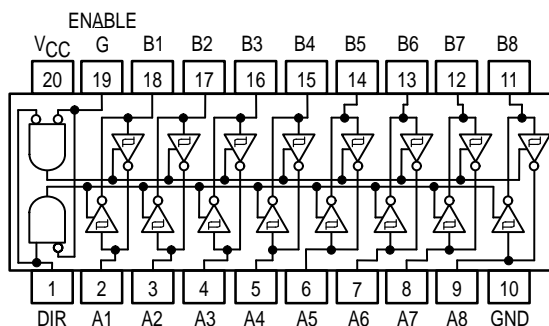 ENABLE
VCC G B1 B2 B3 B4 B5 B6 B7 B8
20 19 18 17 16 15 14 13 12 11
1 2 3 4 5 6 7 8 9 10
DIR A1 A2 A3 A4 A5 A6 A7 A8 GND